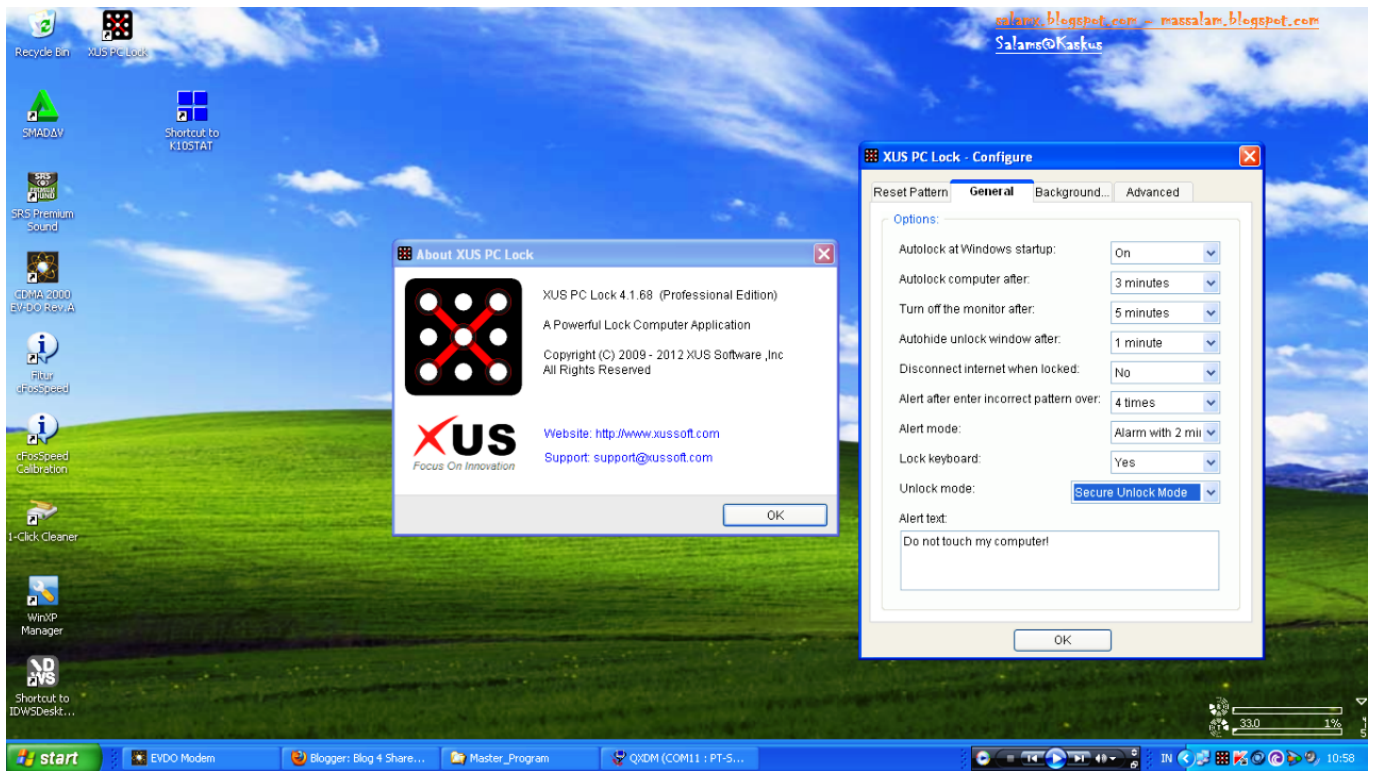 salamx.blogspot.com – massalam.blogspot.com
Salams@Kaskus
Recycle Bin
XUS PC Lock
SMADΔV
Shortcut to
K10STAT
SRS Premium
Sound
CDMA 2000
EV-DO Rev. A
Fitur
cFosSpeed
cFosSpeed
Calibration
1-Click Cleaner
WinXP
Manager
Shortcut to
IDWSDeskt...
About XUS PC Lock
XUS PC Lock 4.1.68 (Professional Edition)
A Powerful Lock Computer Application
Copyright (C) 2009 - 2012 XUS Software ,Inc
All Rights Reserved
XUS
Focus On Innovation
Website: http://www.xussoft.com
Support: support@xussoft.com
OK
XUS PC Lock - Configure
Reset Pattern General Background... Advanced
Options:
Autolock at Windows startup: On
Autolock computer after: 3 minutes
Turn off the monitor after: 5 minutes
Autohide unlock window after: 1 minute
Disconnect internet when locked: No
Alert after enter incorrect pattern over: 4 times
Alert mode: Alarm with 2 min
Lock keyboard: Yes
Unlock mode: Secure Unlock Mode
Alert text:
Do not touch my computer!
OK
33.0 1%
start EVDO Modem Blogger: Blog 4 Share... Master_Program QXDM (COM11 : PT-S... IN 10:58